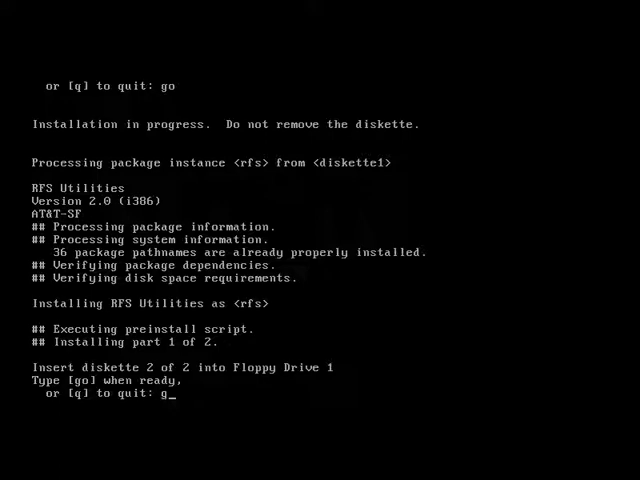 or [q] to quit: go
Installation in progress.  Do not remove the diskette.
Processing package instance <rfs> from <diskette1>
RFS Utilities
Version 2.0 (i386)
AT&T-SF
## Processing package information.
## Processing system information.
   36 package pathnames are already properly installed.
## Verifying package dependencies.
## Verifying disk space requirements.
Installing RFS Utilities as <rfs>
## Executing preinstall script.
## Installing part 1 of 2.
Insert diskette 2 of 2 into Floppy Drive 1
Type [go] when ready,
  or [q] to quit: g_